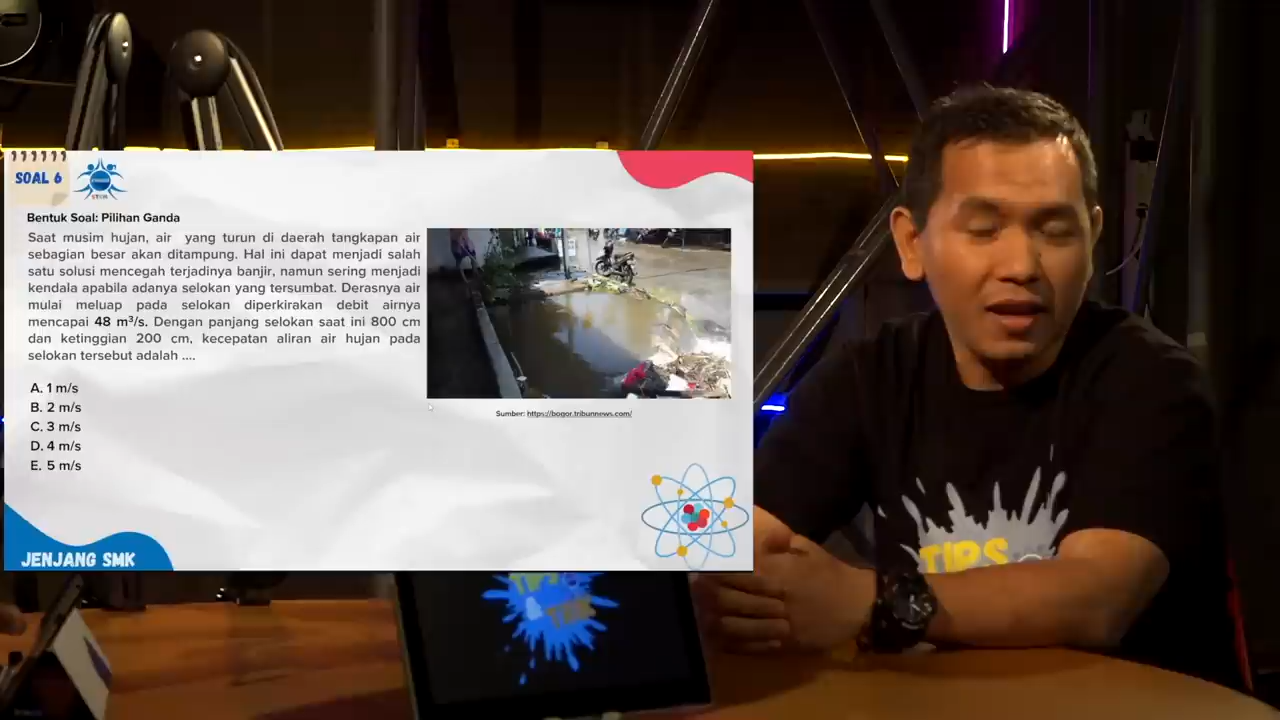 SOAL 6
STEM
Bentuk Soal: Pilihan Ganda
Saat musim hujan, air yang turun di daerah tangkapan air
sebagian besar akan ditampung. Hal ini dapat menjadi salah
satu solusi mencegah terjadinya banjir, namun sering menjadi
kendala apabila adanya selokan yang tersumbat. Derasnya air
mulai meluap pada selokan diperkirakan debit airnya
mencapai 48 m³/s. Dengan panjang selokan saat ini 800 cm
dan ketinggian 200 cm, kecepatan aliran air hujan pada
selokan tersebut adalah ....
A. 1 m/s
B. 2 m/s
C. 3 m/s
D. 4 m/s
E. 5 m/s
Sumber: https://bogor.tribunnews.com/
JENJANG SMK
TIPS